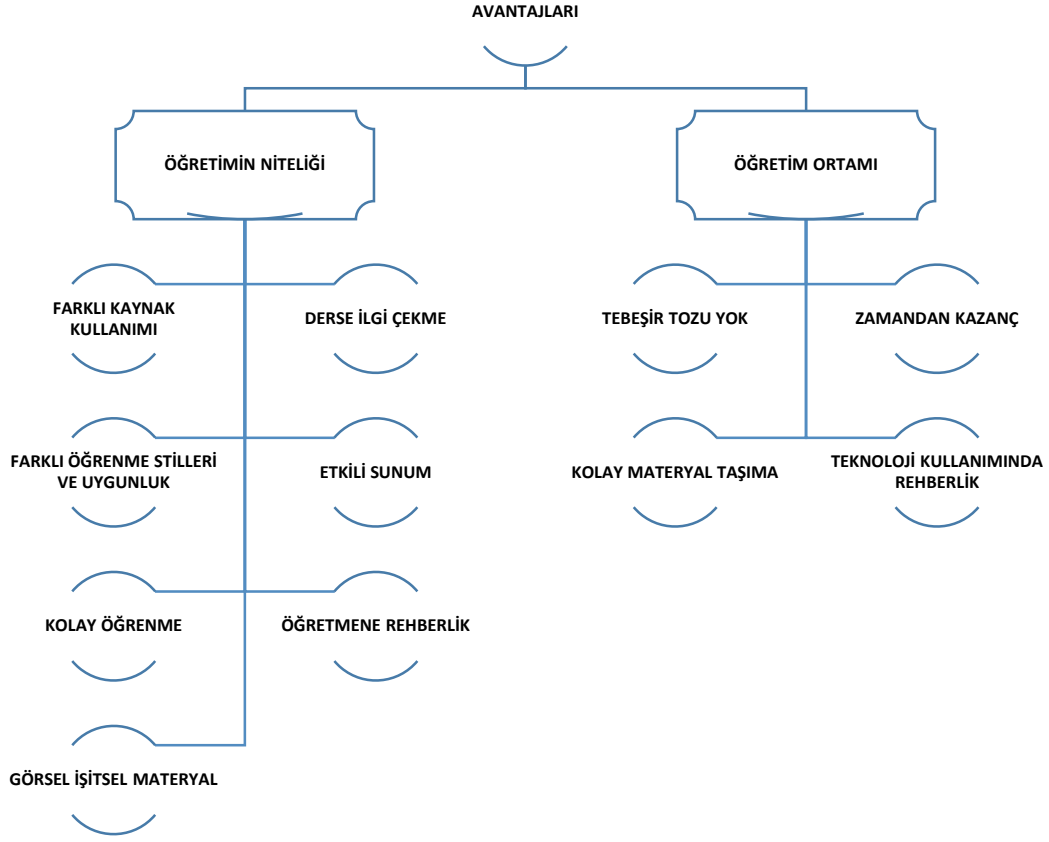 AVANTAJLARI
ÖĞRETİMİN NİTELİĞİ
ÖĞRETİM ORTAMI
FARKLI KAYNAK
KULLANIMI
DERSE İLGİ ÇEKME
TEBEŞİR TOZU YOK
ZAMANDAN KAZANÇ
FARKLI ÖĞRENME STİLLERİ
VE UYGUNLUK
ETKİLİ SUNUM
KOLAY MATERYAL TAŞIMA
TEKNOLOJİ KULLANIMINDA
REHBERLİK
KOLAY ÖĞRENME
ÖĞRETMENE REHBERLİK
GÖRSEL İŞİTSEL MATERYAL